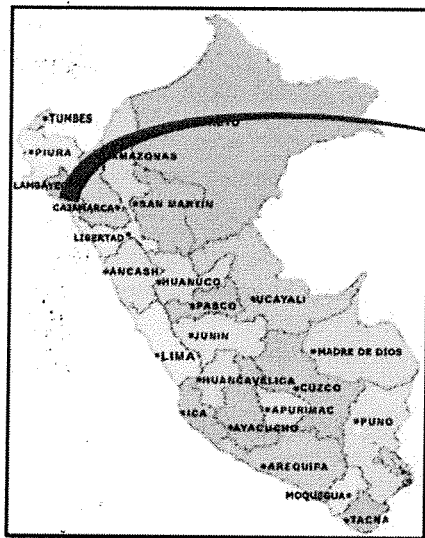 TUMBES
PIURA
AMAZONAS
CAJAMARCA
SAN MARTIN
LIBERTAD
ANCASH
HUANUCO
PASCO
UCAYALI
JUNIN
LIMA
MADRE DE DIOS
HUANCAVELICA
CUZCO
ICA
APURIMAC
PUNO
AYACUCHO
AREQUIPA
MOQUEGUA
TACNA